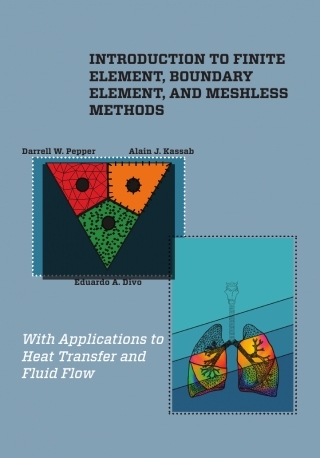 INTRODUCTION TO FINITE
ELEMENT, BOUNDARY
ELEMENT, AND MESHLESS
METHODS
Darrell W. Pepper Alain J. Kassab
Eduardo A. Divo
With Applications to
Heat Transfer and
Fluid Flow